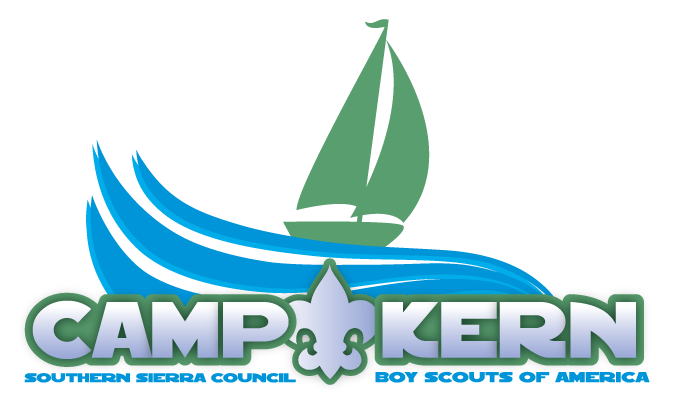 CAMP KERN
SOUTHERN SIERRA COUNCIL BOY SCOUTS OF AMERICA